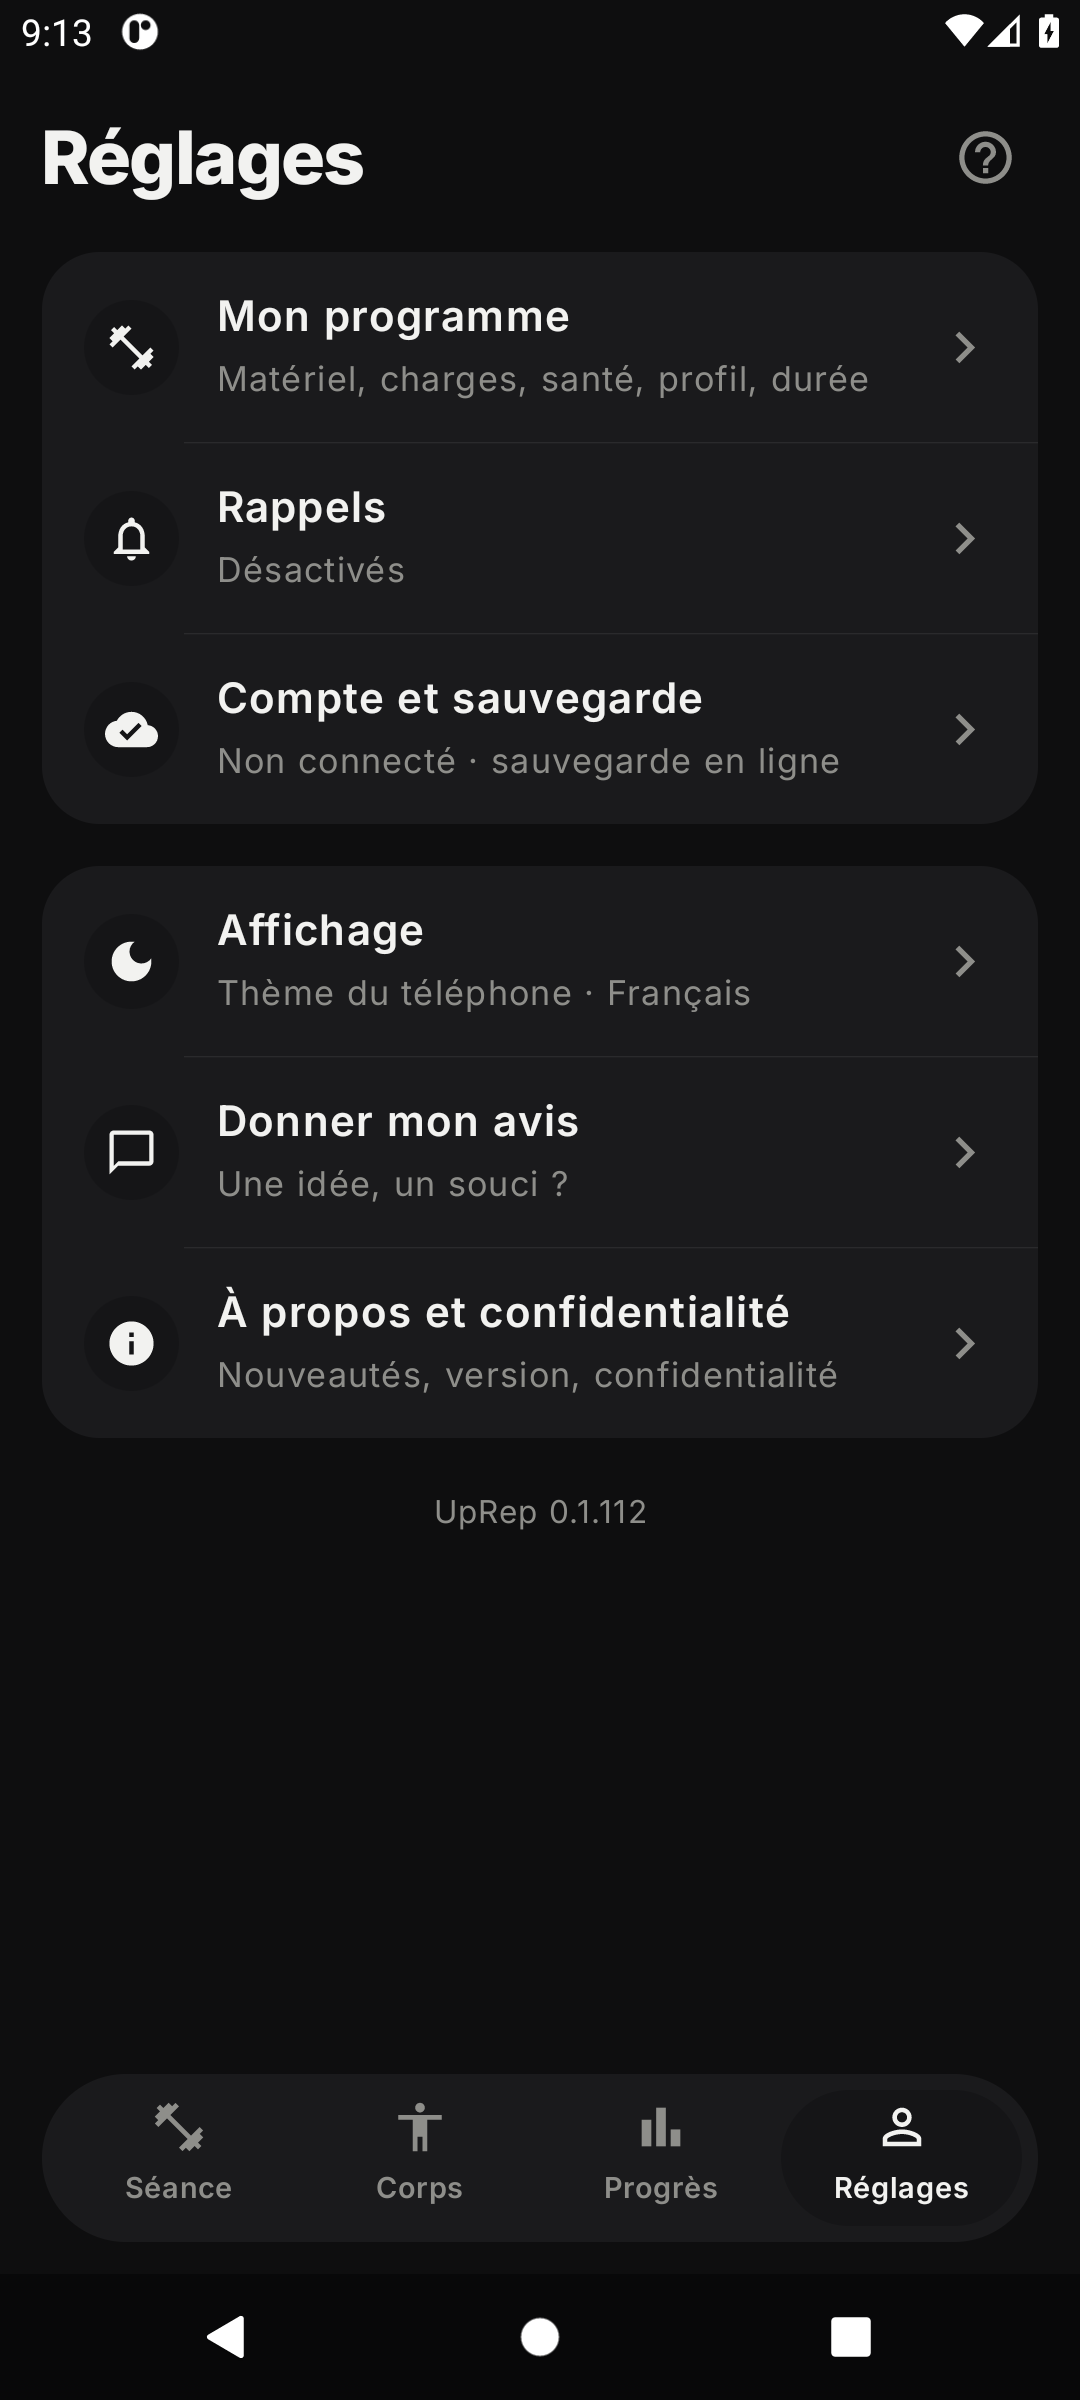 9:13
Réglages
Mon programme
Matériel, charges, santé, profil, durée
Rappels
Désactivés
Compte et sauvegarde
Non connecté · sauvegarde en ligne
Affichage
Thème du téléphone · Français
Donner mon avis
Une idée, un souci ?
À propos et confidentialité
Nouveautés, version, confidentialité
UpRep 0.1.112
Séance Corps Progrès Réglages